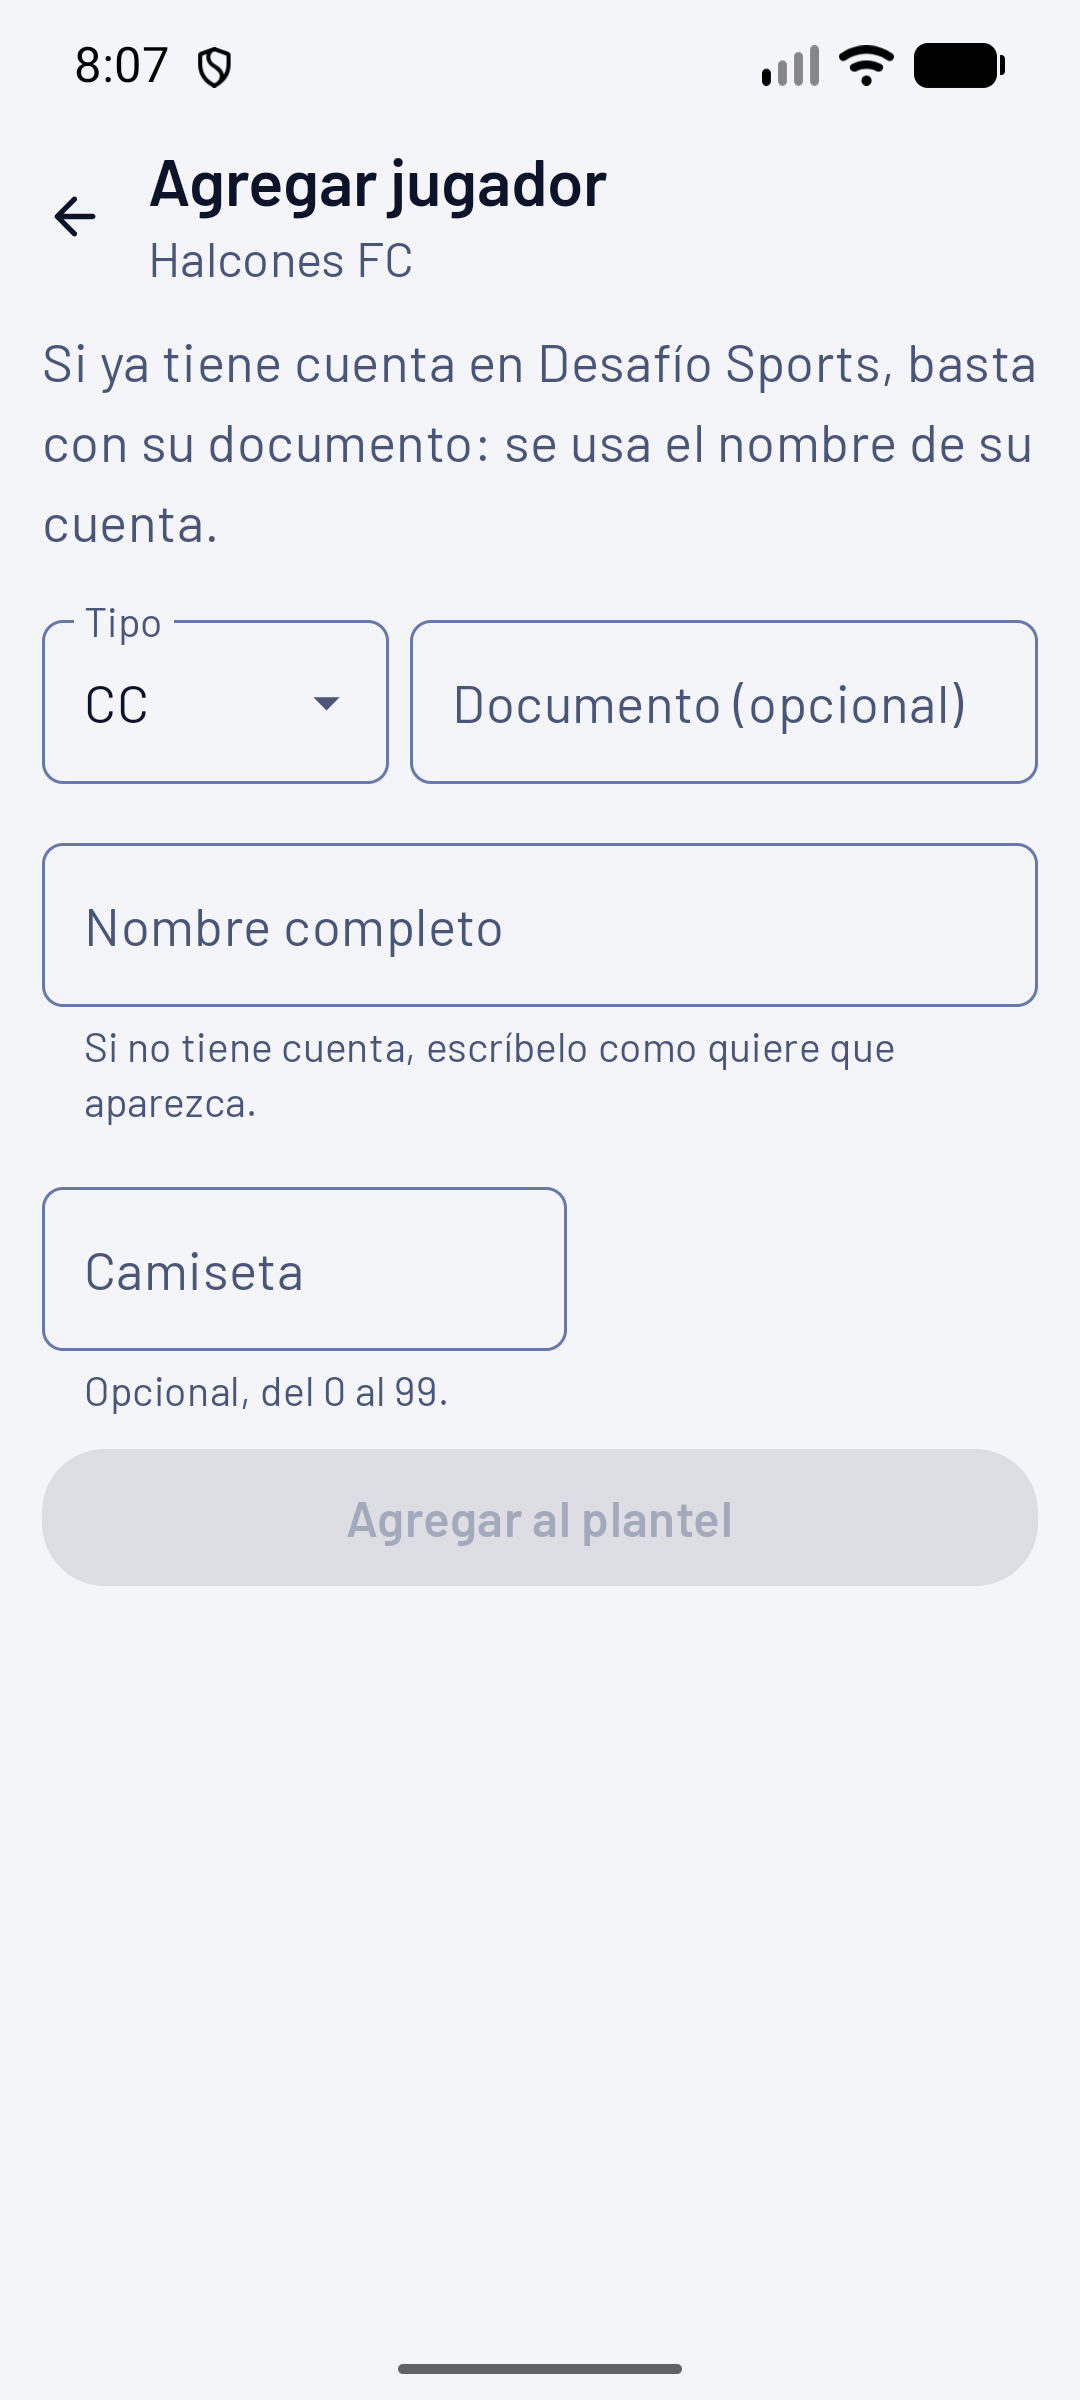 8:07
Agregar jugador
Halcones FC
Si ya tiene cuenta en Desafío Sports, basta
con su documento: se usa el nombre de su
cuenta.
Tipo
CC
Documento (opcional)
Nombre completo
Si no tiene cuenta, escríbelo como quiere que
aparezca.
Camiseta
Opcional, del 0 al 99.
Agregar al plantel